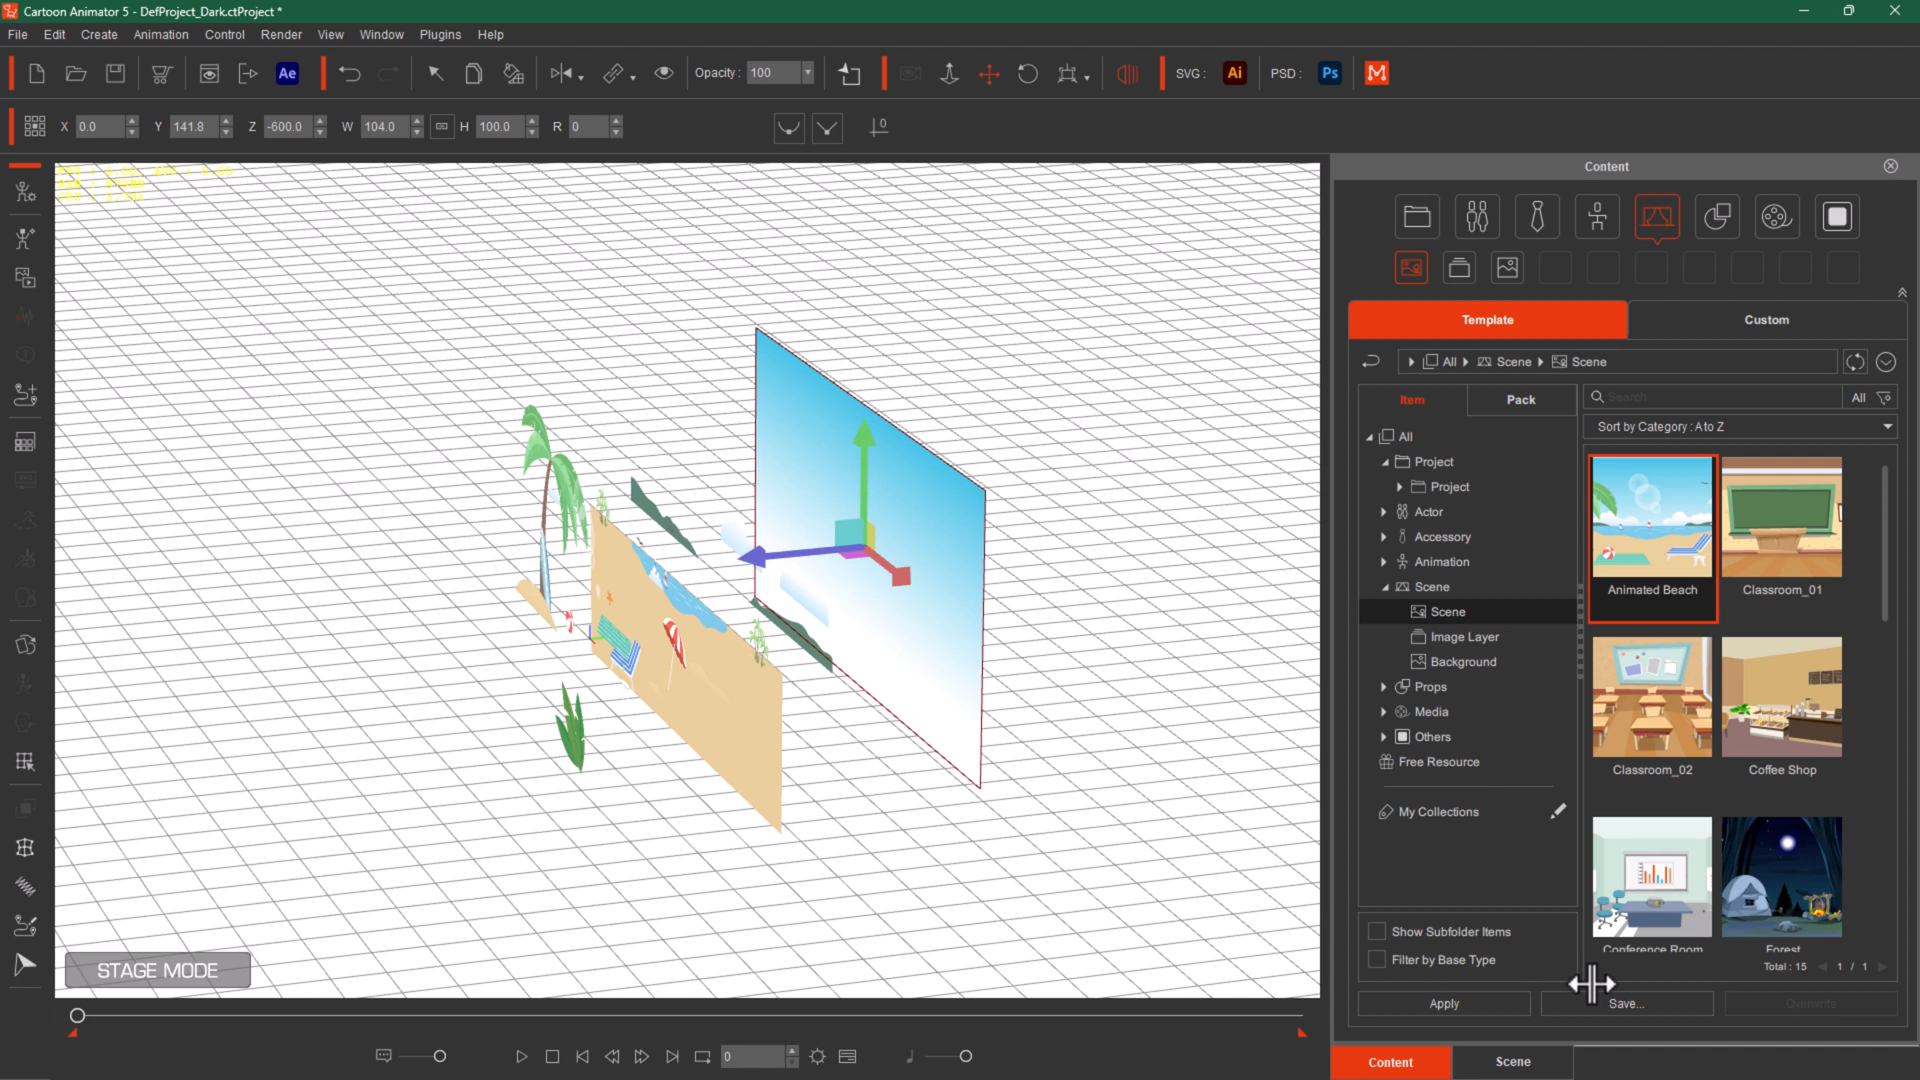 Cartoon Animator 5 - DefProject_Dark.ctProject *
File Edit Create Animation Control Render View Window Plugins Help
Ae Opacity : 100 SVG : Ai PSD : Ps
X 0.0 Y 141.8 Z -600.0 W 104.0 H 100.0 R 0 0
Content
Template Custom
All Scene Scene
Item Pack Search All
Sort by Category : A to Z
All
Project
Project
Actor
Accessory
Animation
Scene
Scene
Image Layer
Background
Props
Media
Others
Free Resource
My Collections
Animated Beach Classroom_01
Classroom_02 Coffee Shop
Conference Room Forest
Show Subfolder Items
Filter by Base Type
Total : 15 1 / 1
Apply Save... Overwrite
STAGE MODE
0
Content Scene